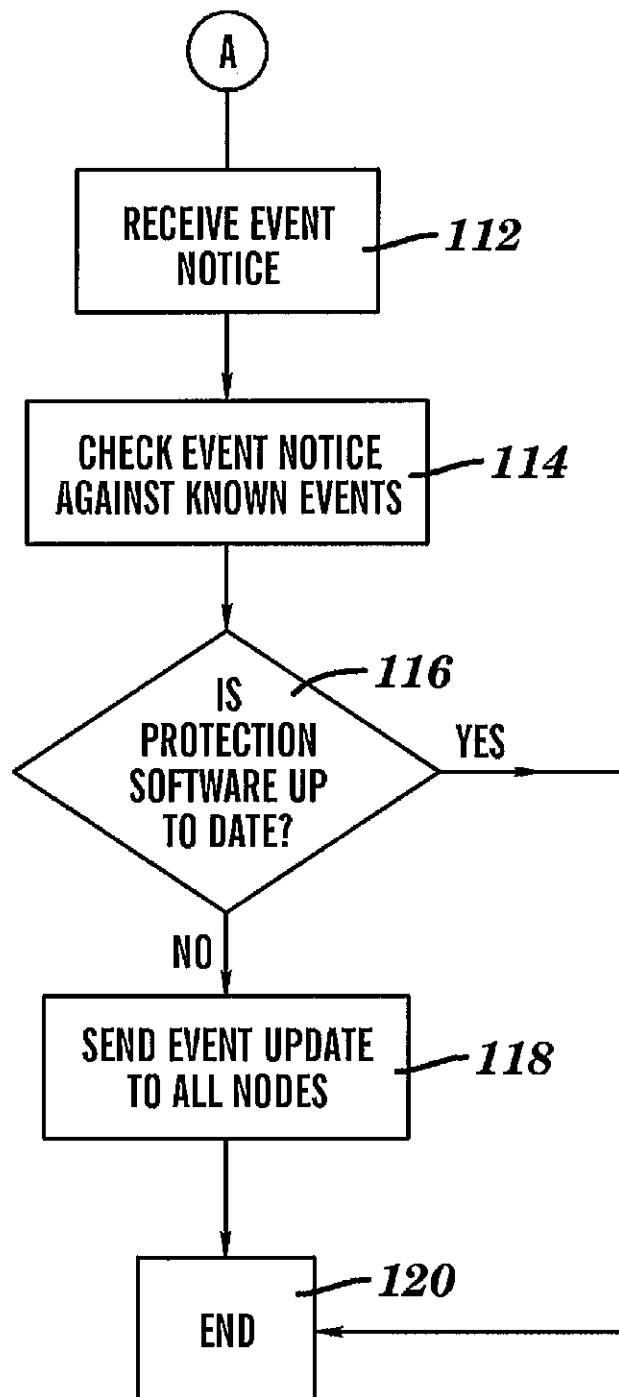 A
RECEIVE EVENT
NOTICE
112
CHECK EVENT NOTICE
AGAINST KNOWN EVENTS
114
116
IS
PROTECTION
SOFTWARE UP
TO DATE?
YES
NO
SEND EVENT UPDATE
TO ALL NODES
118
120
END